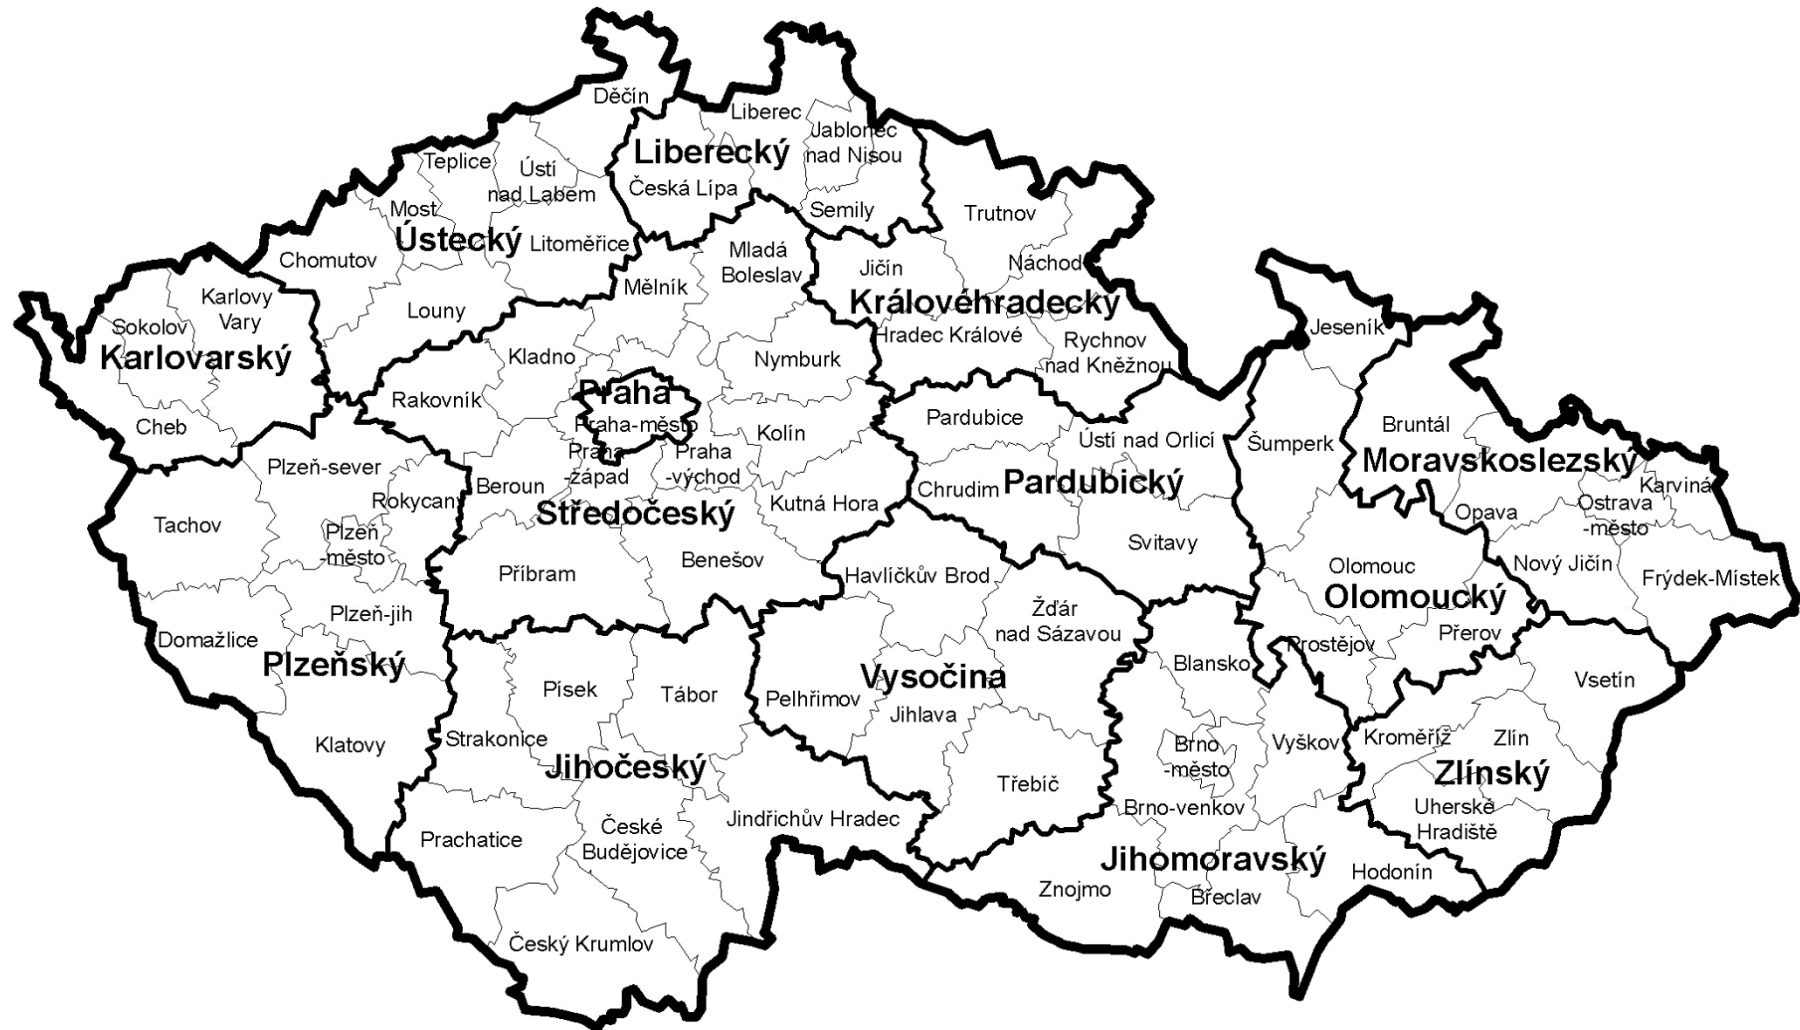 Děčín
Liberec
Jablonec
nad Nisou
Liberecký
Teplice
Ústí
nad Labem
Česká Lípa
Semily
Most
Trutnov
Ústecký
Litoměřice
Chomutov
Mladá
Boleslav
Jičín
Náchod
Mělník
Karlovy
Vary
Královéhradecký
Louny
Sokolov
Jeseník
Hradec Králové
Rychnov
nad Kněžnou
Karlovarský
Kladno
Nymburk
Praha
Rakovník
Cheb
Praha-město
Kolín
Pardubice
Bruntál
Ústí nad Orlicí
Šumperk
Plzeň-sever
Praha
-západ
Praha
-východ
Moravskoslezský
Rokycany
Beroun
Chrudim
Pardubický
Karviná
Kutná Hora
Středočeský
Opava
Ostrava
-město
Tachov
Plzeň
-město
Svitavy
Příbram
Benešov
Havlíčkův Brod
Olomouc
Nový Jičín
Frýdek-Místek
Olomoucký
Plzeň-jih
Žďár
nad Sázavou
Domažlice
Prostějov
Přerov
Plzeňský
Blansko
Vysočina
Vsetín
Písek
Tábor
Pelhřimov
Jihlava
Klatovy
Strakonice
Vyškov
Kroměříž
Zlín
Brno
-město
Jihočeský
Zlínský
Třebíč
Brno-venkov
Uherské
Hradiště
Jindřichův Hradec
Prachatice
České
Budějovice
Jihomoravský
Hodonín
Znojmo
Břeclav
Český Krumlov